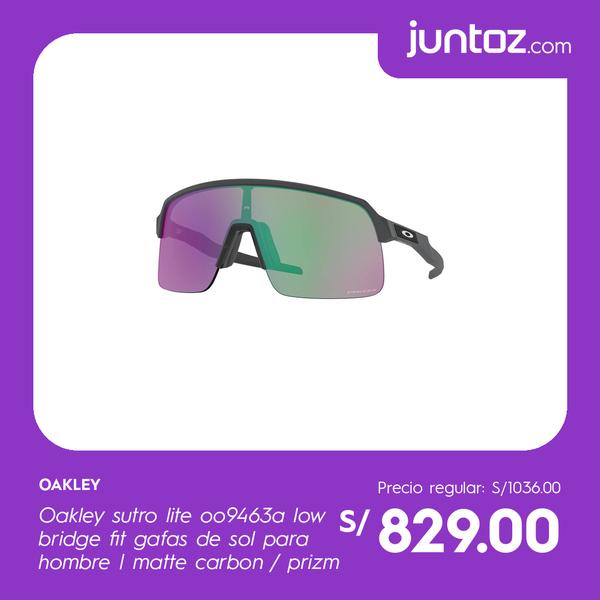 juntoz.com
PRIZM
OAKLEY
Precio regular: S/1036.00
Oakley sutro lite oo9463a low
bridge fit gafas de sol para
hombre | matte carbon / prizm
S/ 829.00